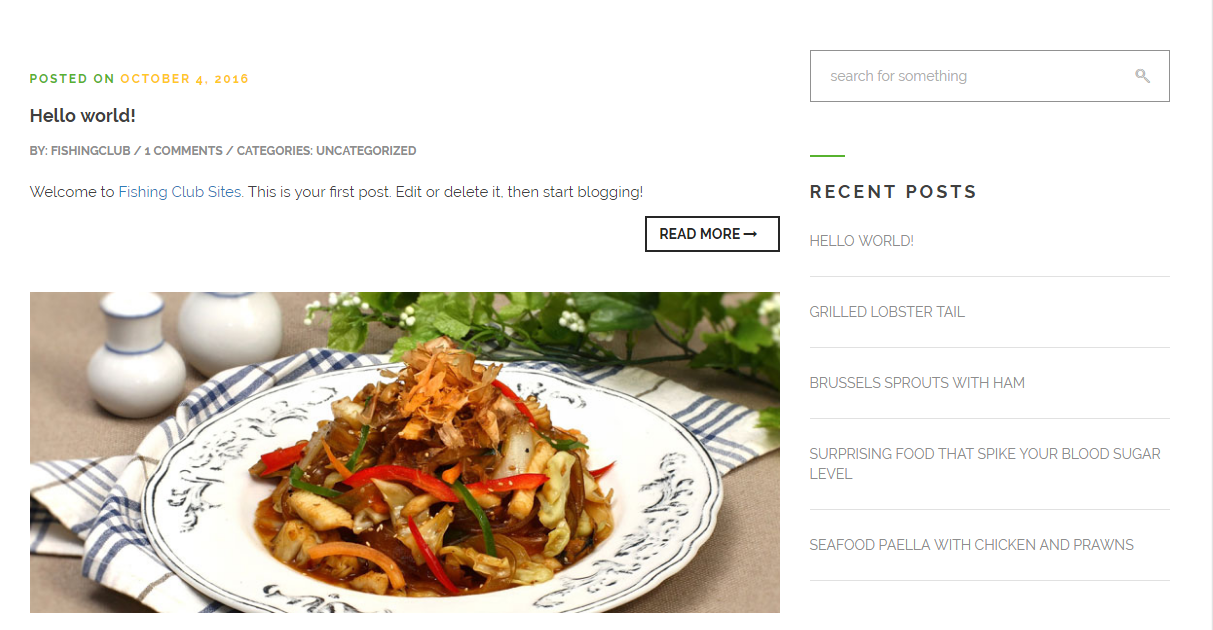 POSTED ON OCTOBER 4, 2016
Hello world!
BY: FISHINGCLUB / 1 COMMENTS / CATEGORIES: UNCATEGORIZED
Welcome to Fishing Club Sites. This is your first post. Edit or delete it, then start blogging!
READ MORE
search for something
RECENT POSTS
HELLO WORLD!
GRILLED LOBSTER TAIL
BRUSSELS SPROUTS WITH HAM
SURPRISING FOOD THAT SPIKE YOUR BLOOD SUGAR
LEVEL
SEAFOOD PAELLA WITH CHICKEN AND PRAWNS